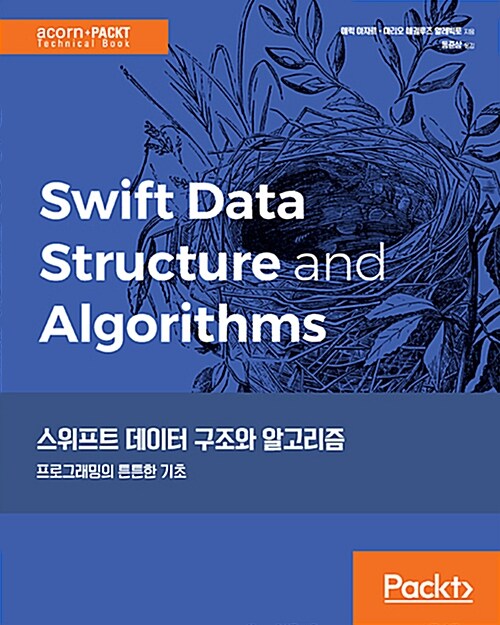 acorn+PACKT
Technical Book
에릭 아자르 · 마리오 에귈루즈 알레빅토 지음
동준상 옮김
Swift Data
Structure and
Algorithms
스위프트 데이터 구조와 알고리즘
프로그래밍의 튼튼한 기초
Packt>